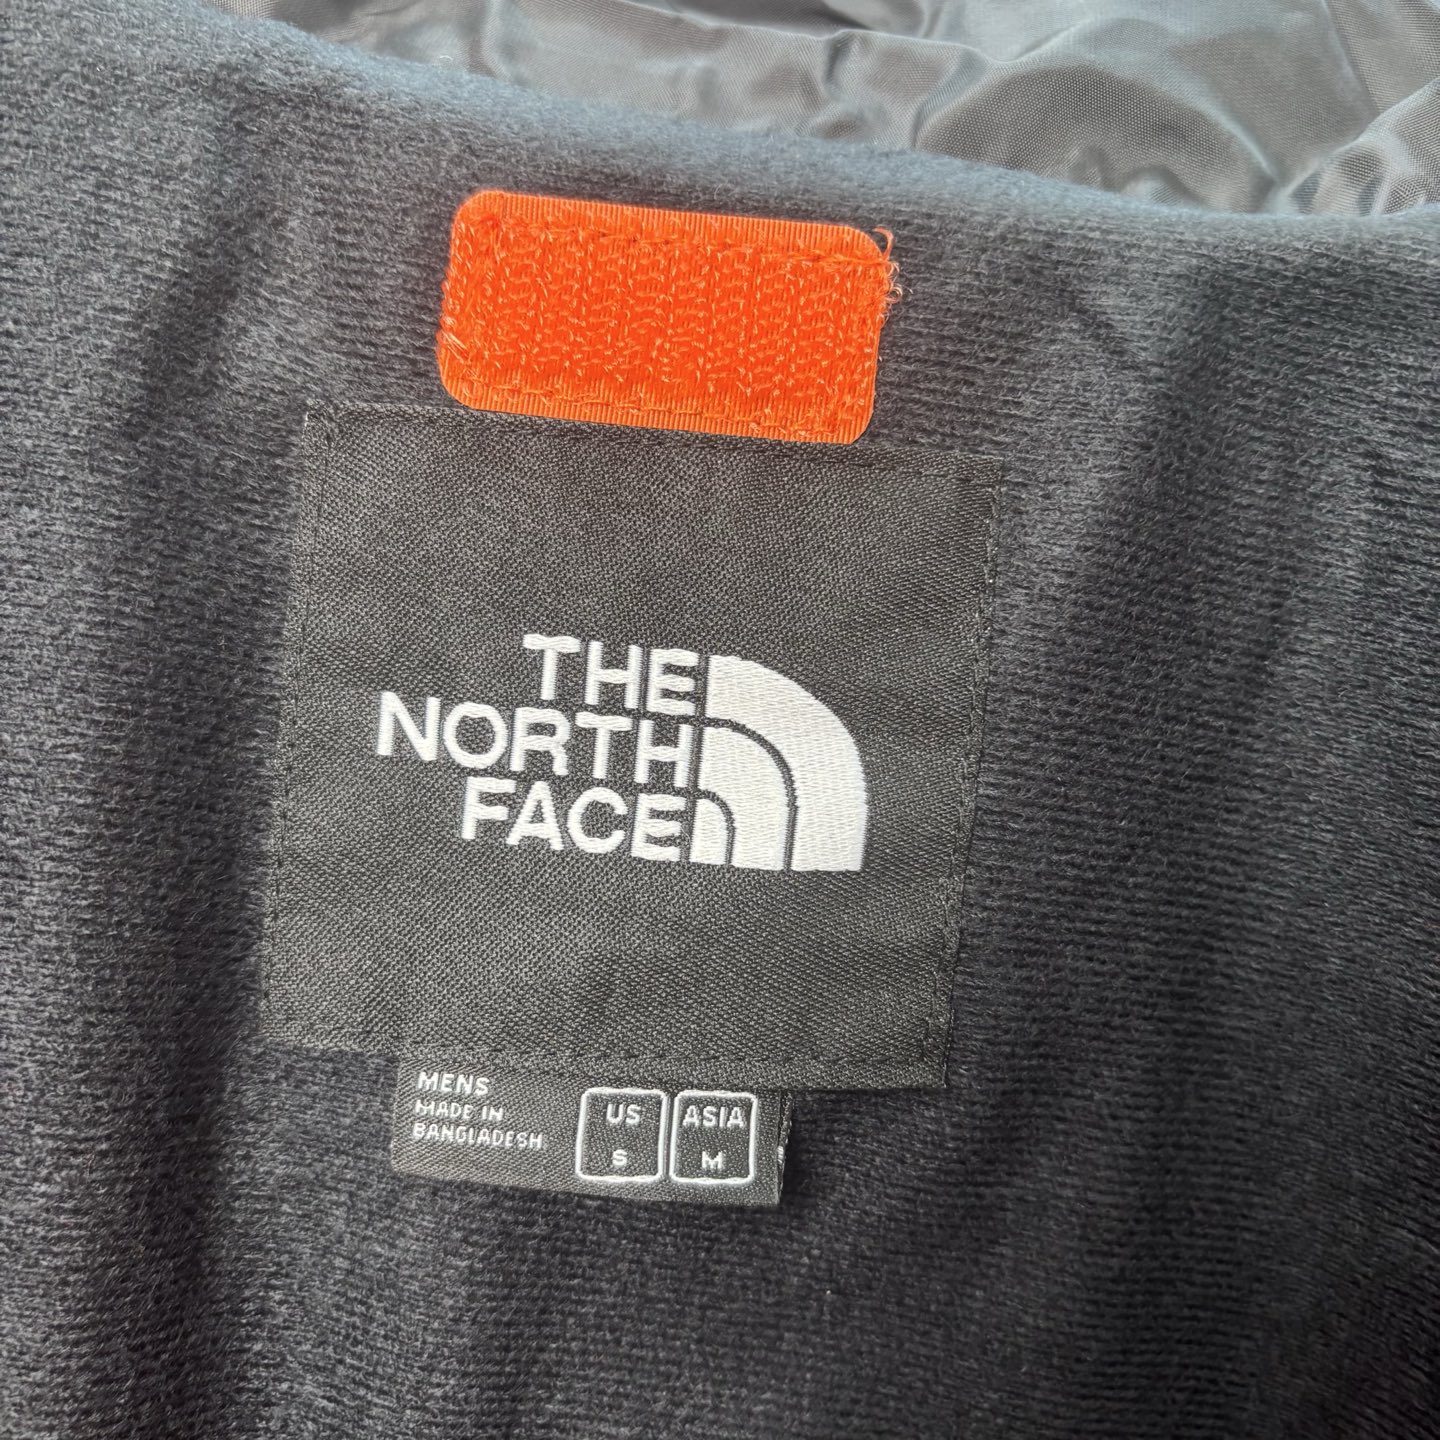 THE
NORTH
FACE
MENS
MADE IN
BANGLADESH
US
S
ASIA
M